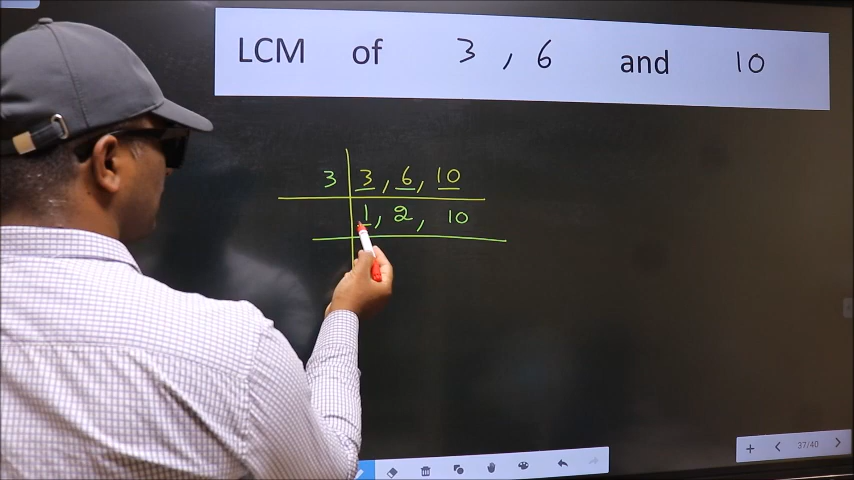 LCM of 3 , 6 and 10
3 3 , 6 , 10
1 , 2 , 10
37/40